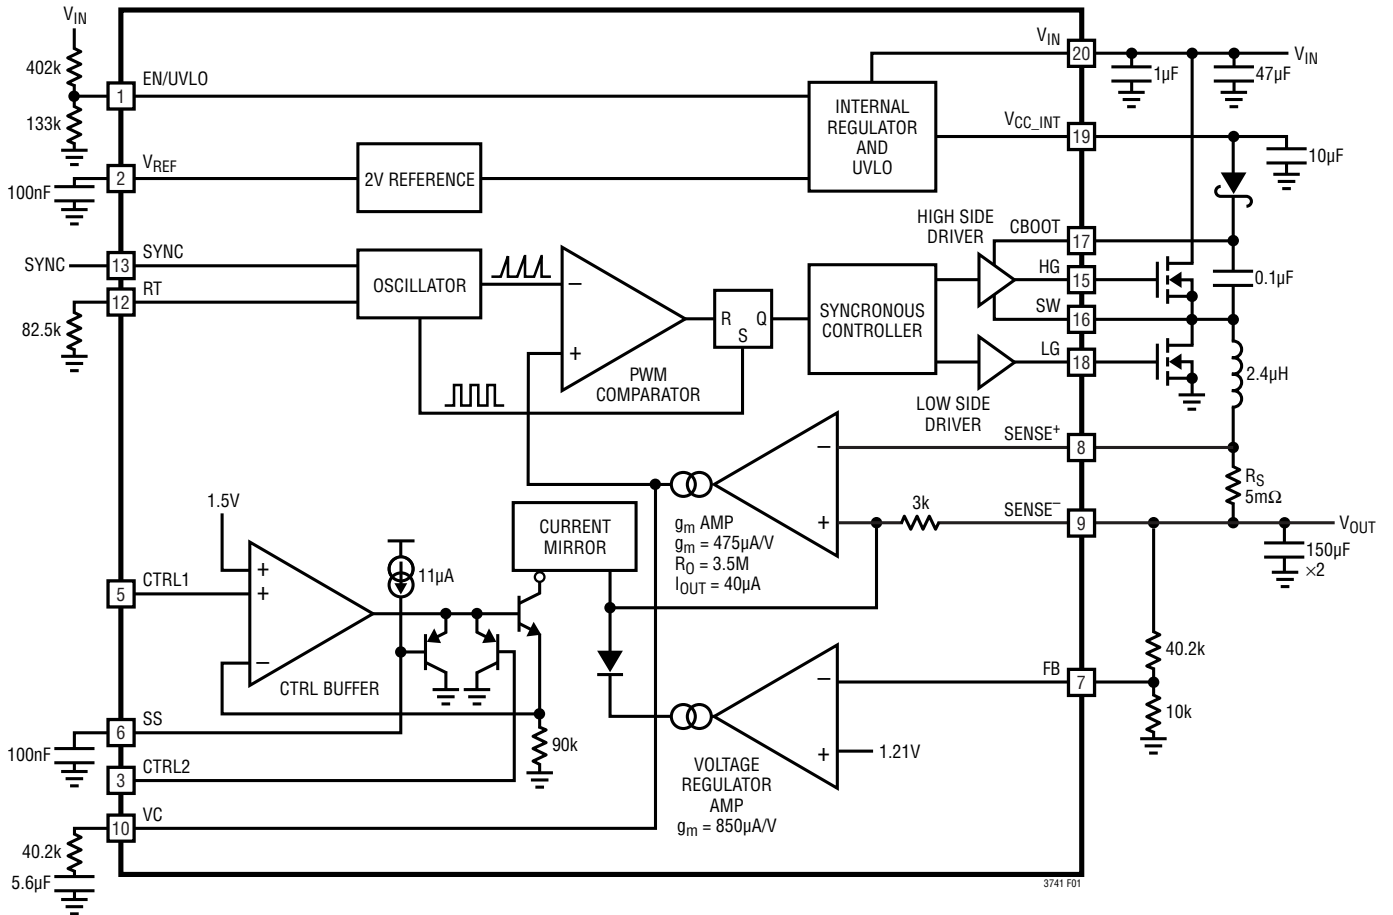 VIN
402k
133k
1
EN/UVLO
2
VREF
100nF
2V REFERENCE
INTERNAL
REGULATOR
AND
UVLO
VIN
20
VIN
1µF
47µF
VCC_INT
19
10µF
SYNC
13
SYNC
12
RT
82.5k
OSCILLATOR
−
+
PWM
COMPARATOR
R
Q
S
SYNCRONOUS
CONTROLLER
HIGH SIDE
DRIVER
LOW SIDE
DRIVER
CBOOT
17
HG
15
SW
16
LG
18
0.1µF
2.4µH
SENSE+
8
RS
5mΩ
SENSE−
9
VOUT
150µF
×2
3k
−
+
gm AMP
gm = 475µA/V
RO = 3.5M
IOUT = 40µA
CURRENT
MIRROR
1.5V
11µA
5
CTRL1
+
+
−
CTRL BUFFER
90k
6
SS
100nF
3
CTRL2
10
VC
40.2k
5.6µF
−
+
1.21V
VOLTAGE
REGULATOR
AMP
gm = 850µA/V
FB
7
40.2k
10k
3741 F01